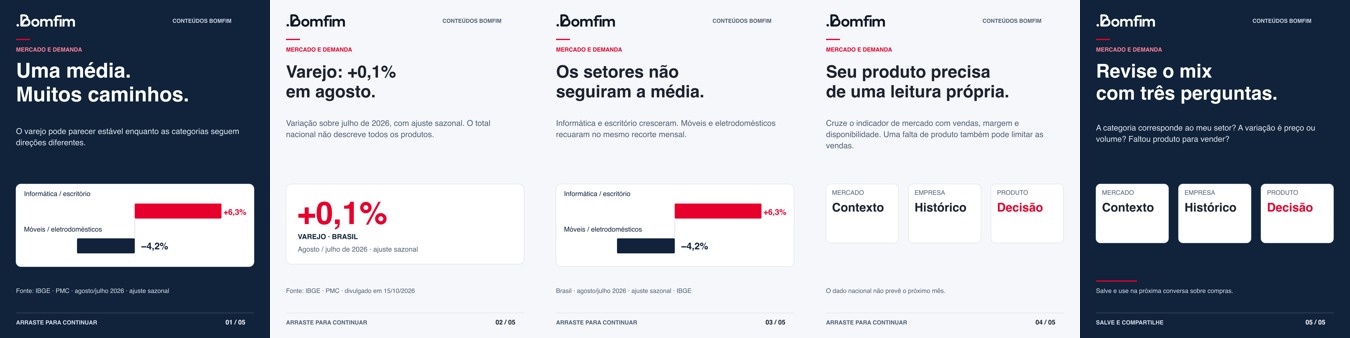 .Bomfim
CONTEÚDOS BOMFIM
MERCADO E DEMANDA
Uma média.
Muitos caminhos.
O varejo pode parecer estável enquanto as categorias seguem
direções diferentes.
Informática / escritório
+6,3%
Móveis / eletrodomésticos
−4,2%
Fonte: IBGE · PMC · agosto/julho 2026 · ajuste sazonal
ARRASTE PARA CONTINUAR
01 / 05
.Bomfim
CONTEÚDOS BOMFIM
MERCADO E DEMANDA
Varejo: +0,1%
em agosto.
Variação sobre julho de 2026, com ajuste sazonal. O total
nacional não descreve todos os produtos.
+0,1%
VAREJO · BRASIL
Agosto / julho de 2026 · ajuste sazonal
Fonte: IBGE · PMC · divulgado em 15/10/2026
ARRASTE PARA CONTINUAR
02 / 05
.Bomfim
CONTEÚDOS BOMFIM
MERCADO E DEMANDA
Os setores não
seguiram a média.
Informática e escritório cresceram. Móveis e eletrodomésticos
recuaram no mesmo recorte mensal.
Informática / escritório
+6,3%
Móveis / eletrodomésticos
−4,2%
Brasil · agosto/julho 2026 · ajuste sazonal · IBGE
ARRASTE PARA CONTINUAR
03 / 05
.Bomfim
CONTEÚDOS BOMFIM
MERCADO E DEMANDA
Seu produto precisa
de uma leitura própria.
Cruze o indicador de mercado com vendas, margem e
disponibilidade. Uma falta de produto também pode limitar as
vendas.
MERCADO
Contexto
EMPRESA
Histórico
PRODUTO
Decisão
O dado nacional não prevê o próximo mês.
ARRASTE PARA CONTINUAR
04 / 05
.Bomfim
CONTEÚDOS BOMFIM
MERCADO E DEMANDA
Revise o mix
com três perguntas.
A categoria corresponde ao meu setor? A variação é preço ou
volume? Faltou produto para vender?
MERCADO
Contexto
EMPRESA
Histórico
PRODUTO
Decisão
Salve e use na próxima conversa sobre compras.
SALVE E COMPARTILHE
05 / 05